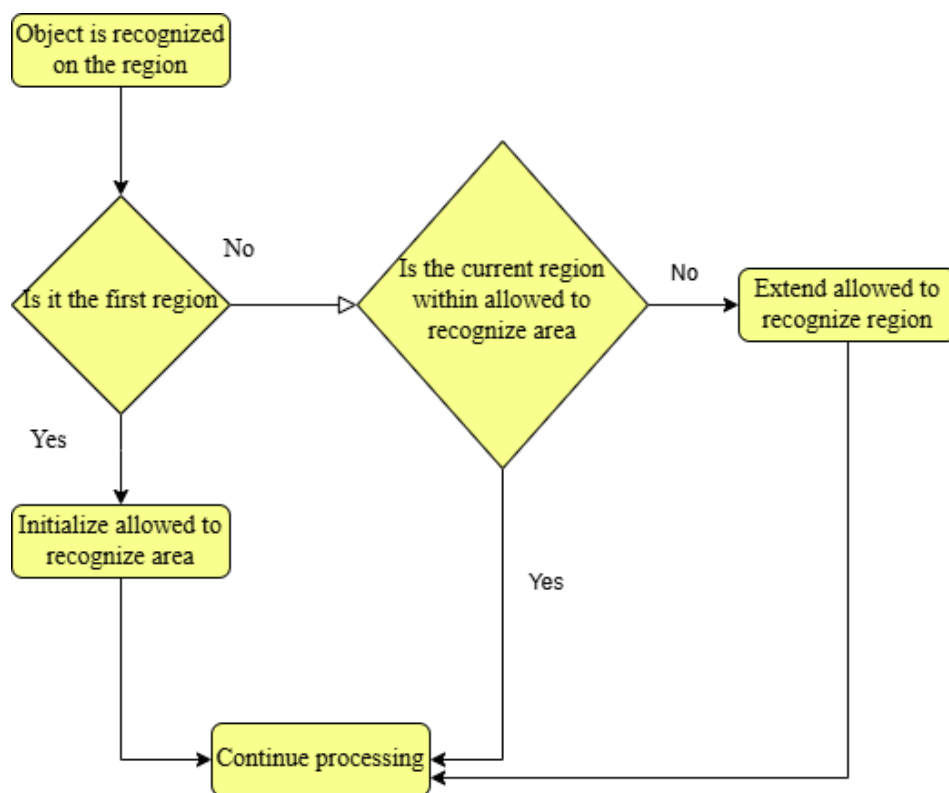 Object is recognized
on the region
Is it the first region
No
Is the current region
within allowed to
recognize area
No
Extend allowed to
recognize region
Yes
Initialize allowed to
recognize area
Yes
Continue processing